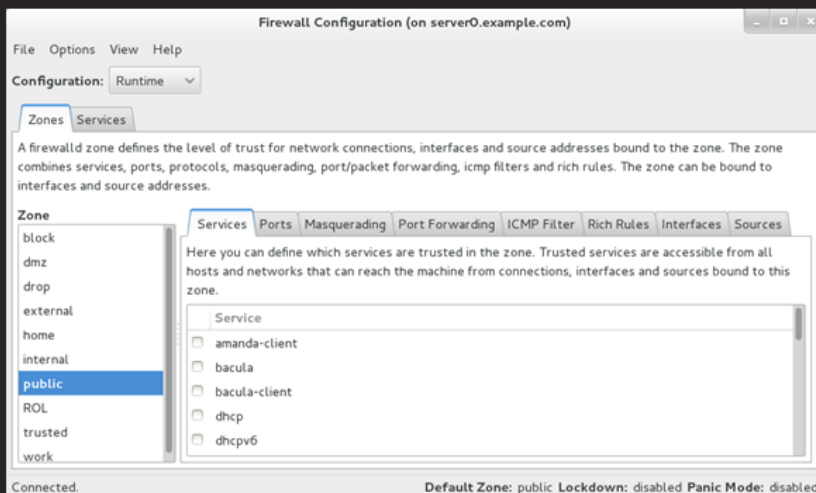 Firewall Configuration (on server0.example.com)
File Options View Help
Configuration: Runtime
Zones Services
A firewalld zone defines the level of trust for network connections, interfaces and source addresses bound to the zone. The zone
combines services, ports, protocols, masquerading, port/packet forwarding, icmp filters and rich rules. The zone can be bound to
interfaces and source addresses.
Zone
block
dmz
drop
external
home
internal
public
ROL
trusted
work
Services Ports Masquerading Port Forwarding ICMP Filter Rich Rules Interfaces Sources
Here you can define which services are trusted in the zone. Trusted services are accessible from all
hosts and networks that can reach the machine from connections, interfaces and sources bound to this
zone.
Service
amanda-client
bacula
bacula-client
dhcp
dhcpv6
Connected.
Default Zone: public Lockdown: disabled Panic Mode: disabled